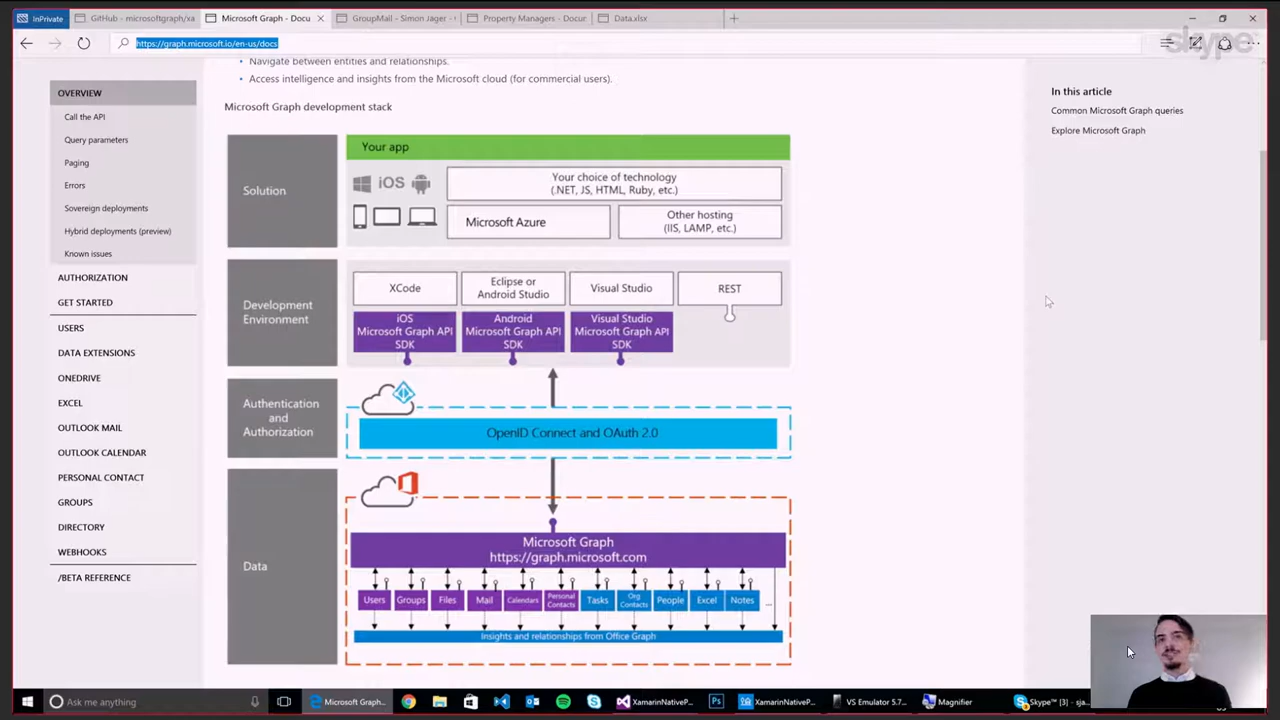 InPrivate
GitHub - microsoftgraph/xa
Microsoft Graph - Docu
GroupMail - Simon Jager -
Property Managers - Docur
Data.xlsx
https://graph.microsoft.io/en-us/docs
skype
Navigate between entities and relationships.
Access intelligence and insights from the Microsoft cloud (for commercial users).
Microsoft Graph development stack
OVERVIEW
Call the API
Query parameters
Paging
Errors
Sovereign deployments
Hybrid deployments (preview)
Known issues
AUTHORIZATION
GET STARTED
USERS
DATA EXTENSIONS
ONEDRIVE
EXCEL
OUTLOOK MAIL
OUTLOOK CALENDAR
PERSONAL CONTACT
GROUPS
DIRECTORY
WEBHOOKS
/BETA REFERENCE
Solution
Your app
iOS
Your choice of technology
(.NET, JS, HTML, Ruby, etc.)
Microsoft Azure
Other hosting
(IIS, LAMP, etc.)
Development
Environment
XCode
Eclipse or
Android Studio
Visual Studio
REST
iOS
Microsoft Graph API
SDK
Android
Microsoft Graph API
SDK
Visual Studio
Microsoft Graph API
SDK
Authentication
and
Authorization
OpenID Connect and OAuth 2.0
Data
Microsoft Graph
https://graph.microsoft.com
Users
Groups
Files
Mail
Calendars
Personal
Contacts
Tasks
Org
Contacts
People
Excel
Notes
...
Insights and relationships from Office Graph
In this article
Common Microsoft Graph queries
Explore Microsoft Graph
Ask me anything
Microsoft Graph...
XamarinNativeP...
XamarinNativeP...
VS Emulator 5.7...
Magnifier
Skype™ [3] - sja